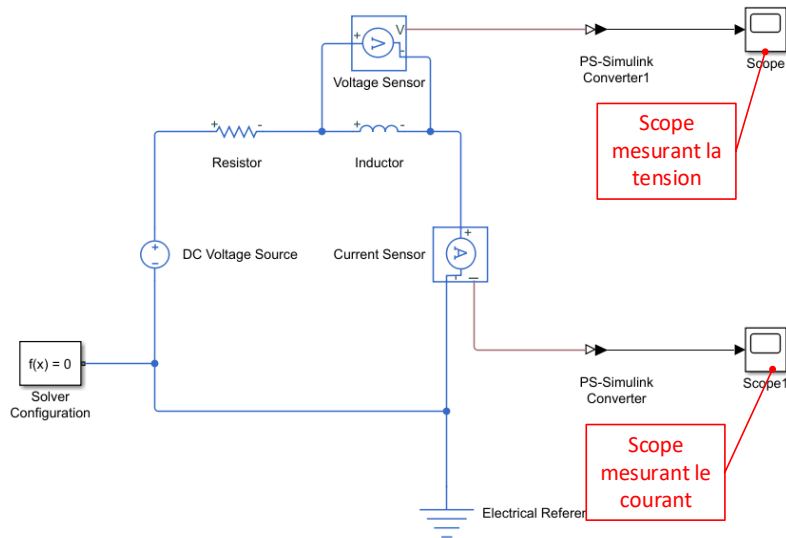 V
+
-
V
Voltage Sensor
PS-Simulink
Converter1
Scope
Scope
mesurant la
tension
+
-
Resistor
+
-
Inductor
+
-
DC Voltage Source
Current Sensor
+
A
-
I
f(x) = 0
Solver
Configuration
PS-Simulink
Converter
Scope1
Scope
mesurant le
courant
Electrical Referen